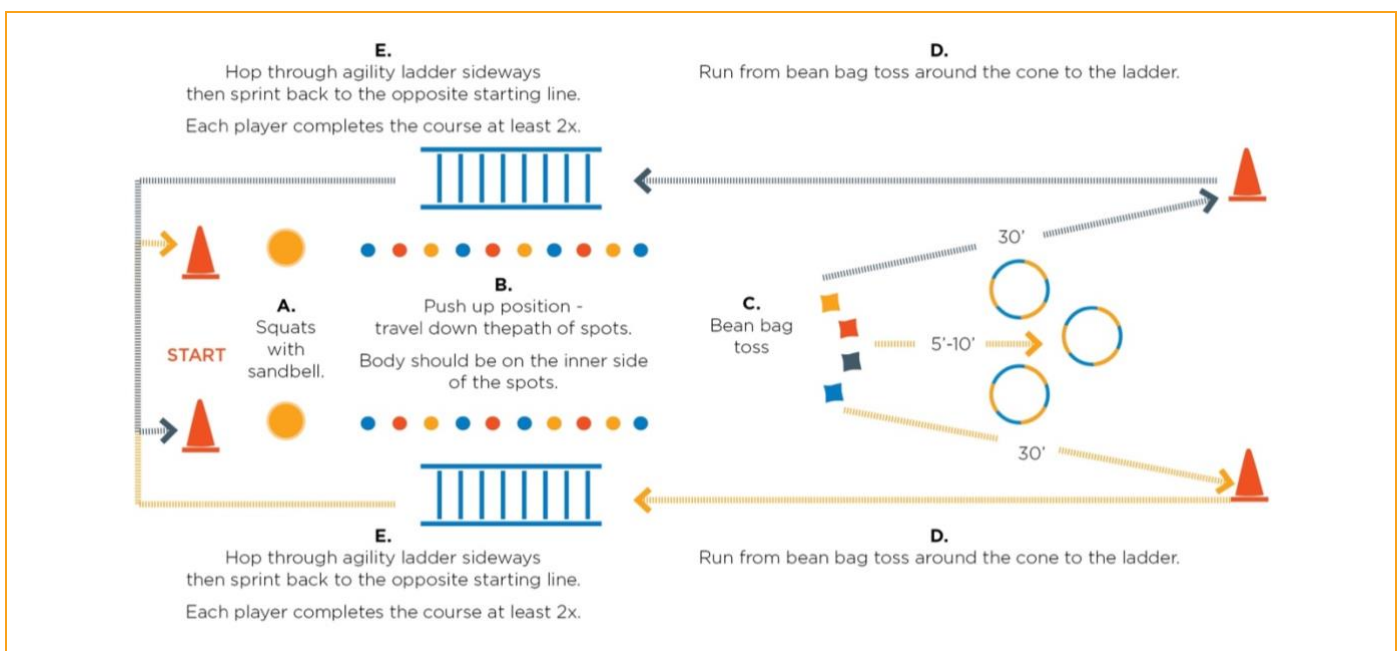 E.
Hop through agility ladder sideways
then sprint back to the opposite starting line.
Each player completes the course at least 2x.
D.
Run from bean bag toss around the cone to the ladder.
30'
A.
Squats
with
sandbell.
START
B.
Push up position -
travel down thepath of spots.
Body should be on the inner side
of the spots.
C.
Bean bag
toss
5'-10'
30'
E.
Hop through agility ladder sideways
then sprint back to the opposite starting line.
Each player completes the course at least 2x.
D.
Run from bean bag toss around the cone to the ladder.